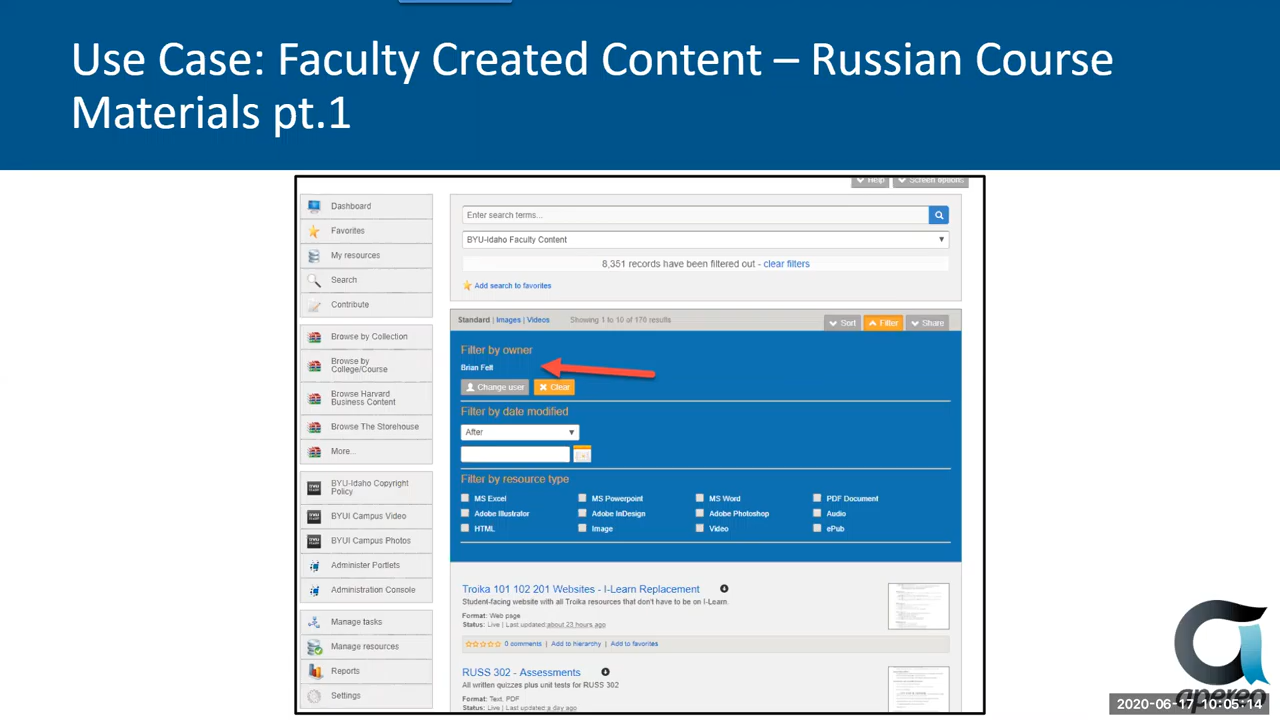 Use Case: Faculty Created Content – Russian Course
Materials pt.1
Help
Screen options
Dashboard
Favorites
My resources
Search
Contribute
Browse by Collection
Browse by
College/Course
Browse Harvard
Business Content
Browse The Storehouse
More...
BYU-Idaho Copyright
Policy
BYUI Campus Video
BYUI Campus Photos
Administer Portlets
Administration Console
Manage tasks
Manage resources
Reports
Settings
Enter search terms...
BYU-Idaho Faculty Content
8,351 records have been filtered out - clear filters
Add search to favorites
Standard | Images | Videos Showing 1 to 10 of 170 results
Sort Filter Share
Filter by owner
Brian Fell
Change user Clear
Filter by date modified
After
Filter by resource type
MS Excel MS Powerpoint MS Word PDF Document
Adobe Illustrator Adobe InDesign Adobe Photoshop Audio
HTML Image Video ePub
Troika 101 102 201 Websites - I-Learn Replacement
Student-facing website with all Troika resources that don't have to be on I-Learn.
Format: Web page
Status: Live | Last updated about 23 hours ago
0 comments | Add to hierarchy | Add to favorites
RUSS 302 - Assessments
All written quizzes plus unit tests for RUSS 302
Format: Text, PDF
Status: Live | Last updated a day ago
apereo
2020-06-17 10:05:14